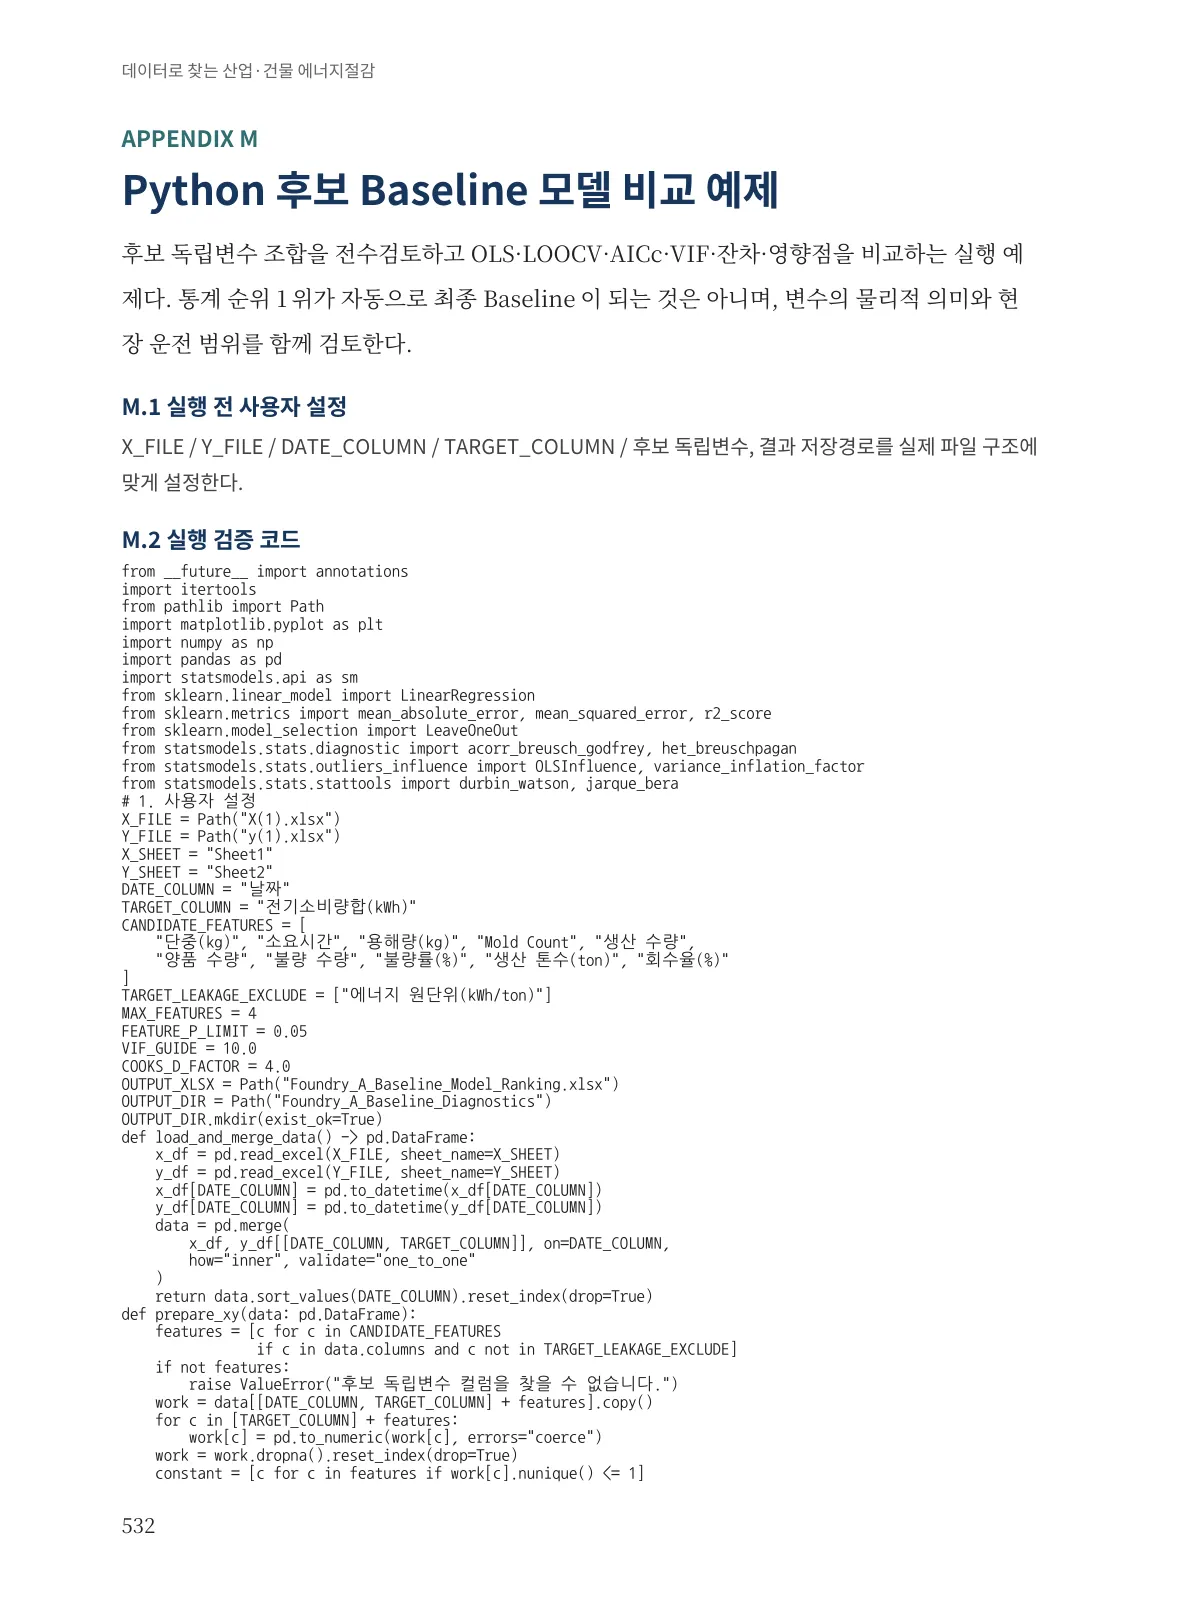 데이터로 찾는 산업·건물 에너지절감
APPENDIX M
Python 후보 Baseline 모델 비교 예제
후보 독립변수 조합을 전수검토하고 OLS·LOOCV·AICc·VIF·잔차·영향점을 비교하는 실행 예
제다. 통계 순위 1위가 자동으로 최종 Baseline이 되는 것은 아니며, 변수의 물리적 의미와 현
장 운전 범위를 함께 검토한다.
M.1 실행 전 사용자 설정
X_FILE / Y_FILE / DATE_COLUMN / TARGET_COLUMN / 후보 독립변수, 결과 저장경로를 실제 파일 구조에
맞게 설정한다.
M.2 실행 검증 코드
from __future__ import annotations
import itertools
from pathlib import Path
import matplotlib.pyplot as plt
import numpy as np
import pandas as pd
import statsmodels.api as sm
from sklearn.linear_model import LinearRegression
from sklearn.metrics import mean_absolute_error, mean_squared_error, r2_score
from sklearn.model_selection import LeaveOneOut
from statsmodels.stats.diagnostic import acorr_breusch_godfrey, het_breuschpagan
from statsmodels.stats.outliers_influence import OLSInfluence, variance_inflation_factor
from statsmodels.stats.stattools import durbin_watson, jarque_bera
# 1. 사용자 설정
X_FILE = Path("X(1).xlsx")
Y_FILE = Path("y(1).xlsx")
X_SHEET = "Sheet1"
Y_SHEET = "Sheet2"
DATE_COLUMN = "날짜"
TARGET_COLUMN = "전기소비량합(kWh)"
CANDIDATE_FEATURES = [
    "단중(kg)", "소요시간", "용해량(kg)", "Mold Count", "생산 수량",
    "양품 수량", "불량 수량", "불량률(%)", "생산 톤수(ton)", "회수율(%)"
]
TARGET_LEAKAGE_EXCLUDE = ["에너지 원단위(kWh/ton)"]
MAX_FEATURES = 4
FEATURE_P_LIMIT = 0.05
VIF_GUIDE = 10.0
COOKS_D_FACTOR = 4.0
OUTPUT_XLSX = Path("Foundry_A_Baseline_Model_Ranking.xlsx")
OUTPUT_DIR = Path("Foundry_A_Baseline_Diagnostics")
OUTPUT_DIR.mkdir(exist_ok=True)
def load_and_merge_data() -> pd.DataFrame:
    x_df = pd.read_excel(X_FILE, sheet_name=X_SHEET)
    y_df = pd.read_excel(Y_FILE, sheet_name=Y_SHEET)
    x_df[DATE_COLUMN] = pd.to_datetime(x_df[DATE_COLUMN])
    y_df[DATE_COLUMN] = pd.to_datetime(y_df[DATE_COLUMN])
    data = pd.merge(
        x_df, y_df[[DATE_COLUMN, TARGET_COLUMN]], on=DATE_COLUMN,
        how="inner", validate="one_to_one"
    )
    return data.sort_values(DATE_COLUMN).reset_index(drop=True)
def prepare_xy(data: pd.DataFrame):
    features = [c for c in CANDIDATE_FEATURES
                if c in data.columns and c not in TARGET_LEAKAGE_EXCLUDE]
    if not features:
        raise ValueError("후보 독립변수 컬럼을 찾을 수 없습니다.")
    work = data[[DATE_COLUMN, TARGET_COLUMN] + features].copy()
    for c in [TARGET_COLUMN] + features:
        work[c] = pd.to_numeric(work[c], errors="coerce")
    work = work.dropna().reset_index(drop=True)
    constant = [c for c in features if work[c].nunique() <= 1]
532